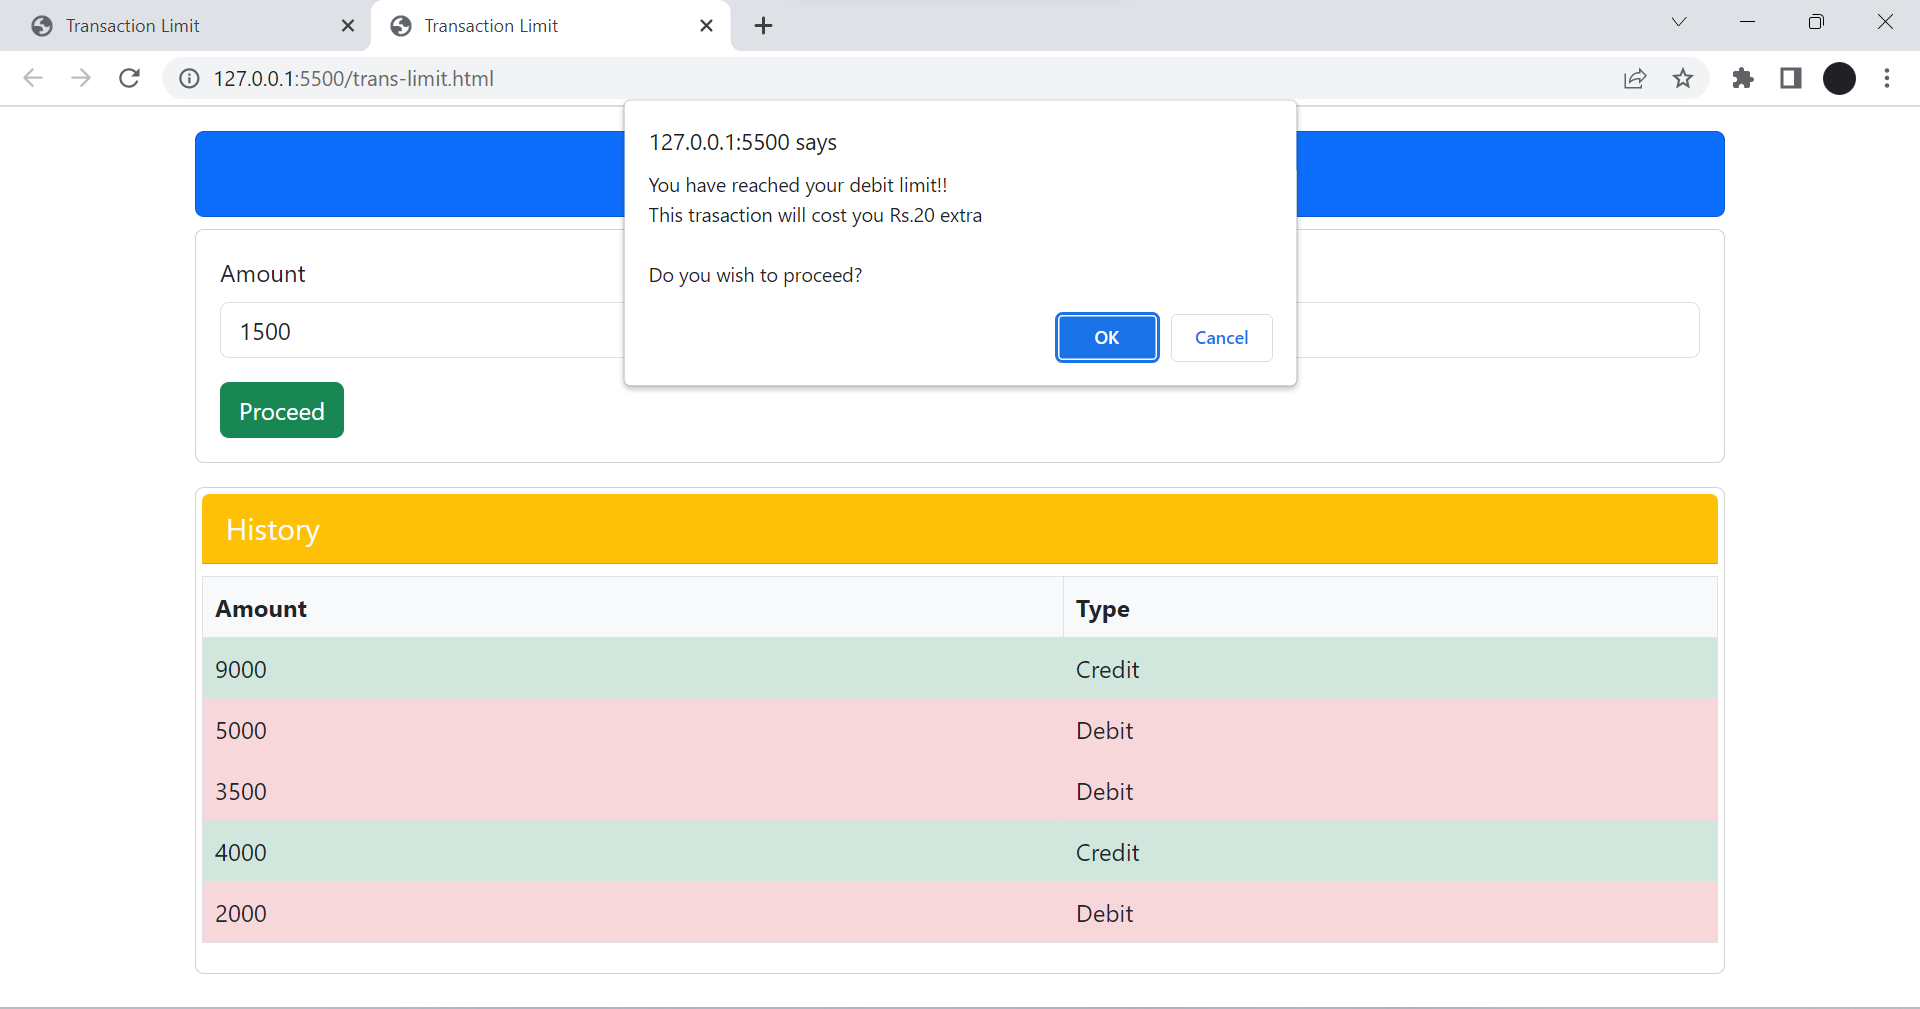 Transaction Limit
Transaction Limit
127.0.0.1:5500/trans-limit.html
127.0.0.1:5500 says
You have reached your debit limit!!
This trasaction will cost you Rs.20 extra
Do you wish to proceed?
OK Cancel
Amount
1500
Proceed
History
Amount Type
9000 Credit
5000 Debit
3500 Debit
4000 Credit
2000 Debit